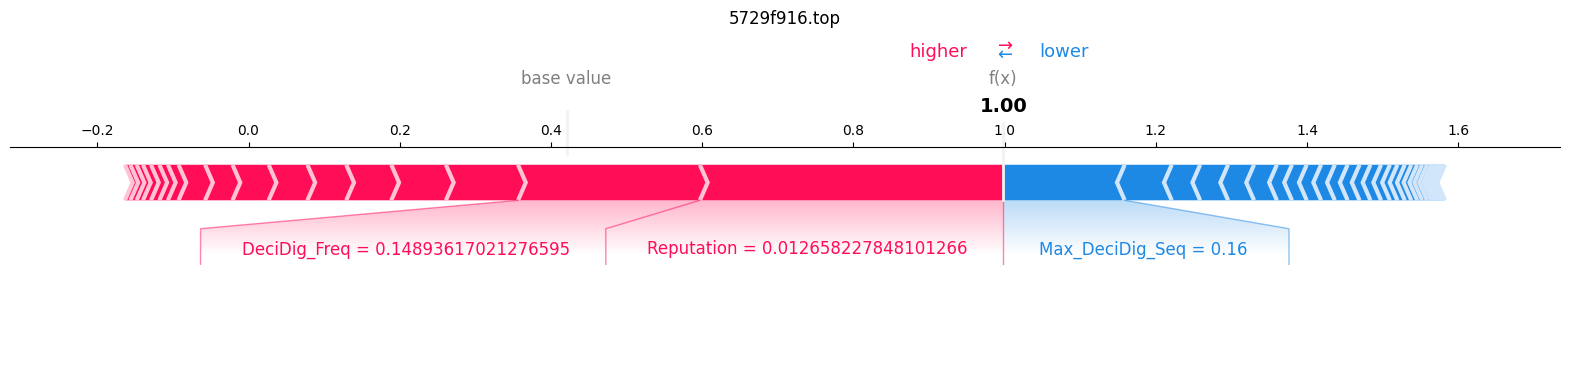 5729f916.top
higher ⇄ lower
base value f(x)
1.00
−0.2 0.0 0.2 0.4 0.6 0.8 1.0 1.2 1.4 1.6
DeciDig_Freq = 0.14893617021276595 Reputation = 0.012658227848101266 Max_DeciDig_Seq = 0.16